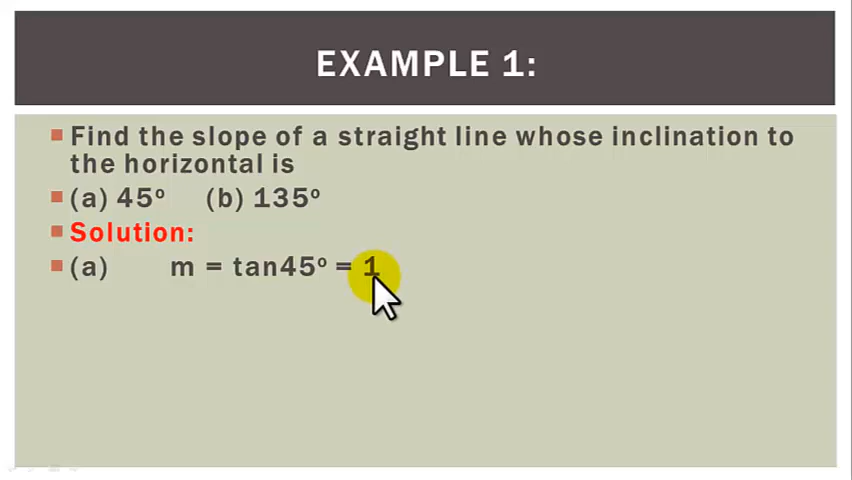 EXAMPLE 1:
Find the slope of a straight line whose inclination to
the horizontal is
(a) 45º (b) 135º
Solution:
(a) m = tan45º = 1